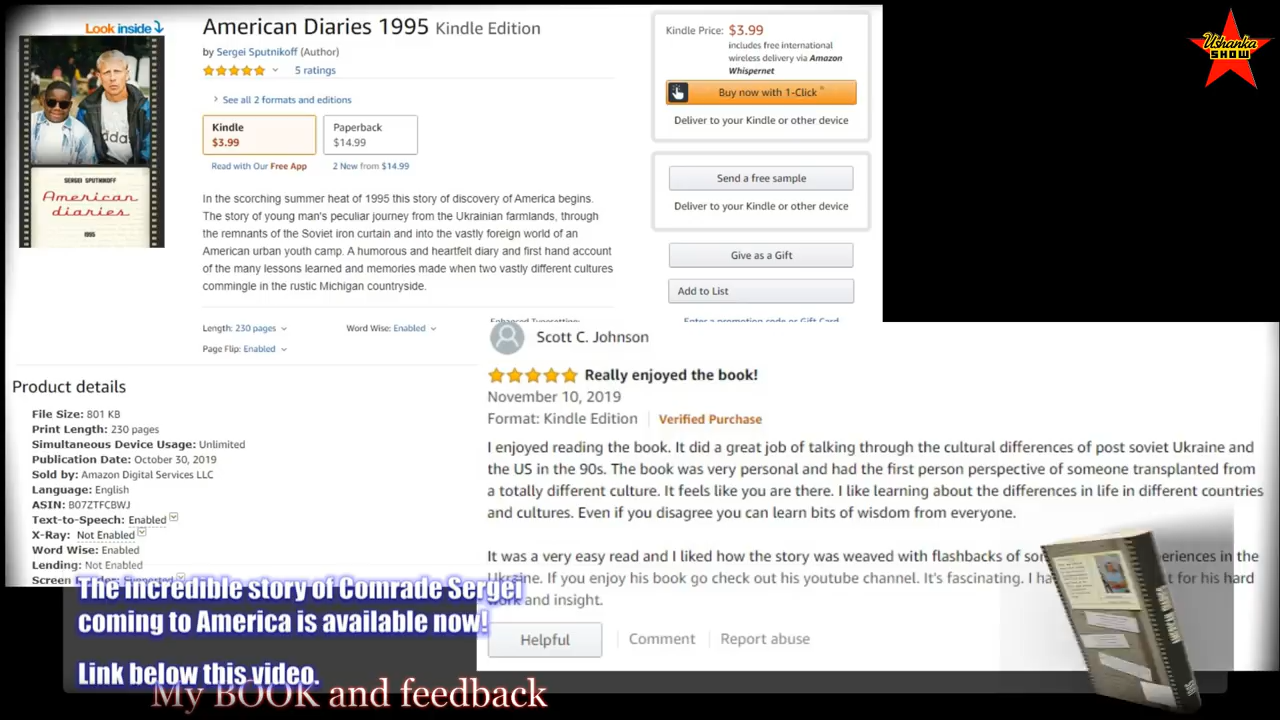 Look inside
American Diaries 1995 Kindle Edition
by Sergei Sputnikoff (Author)
5 ratings
See all 2 formats and editions
Kindle
$3.99
Paperback
$14.99
Read with Our Free App
2 New from $14.99
In the scorching summer heat of 1995 this story of discovery of America begins.
The story of young man's peculiar journey from the Ukrainian farmlands, through
the remnants of the Soviet iron curtain and into the vastly foreign world of an
American urban youth camp. A humorous and heartfelt diary and first hand account
of the many lessons learned and memories made when two vastly different cultures
commingle in the rustic Michigan countryside.
Length: 230 pages
Word Wise: Enabled
Page Flip: Enabled
SERGEI SPUTNIKOFF
American
diaries
1995
Kindle Price: $3.99
includes free international
wireless delivery via Amazon
Whispernet
Buy now with 1-Click
Deliver to your Kindle or other device
Send a free sample
Deliver to your Kindle or other device
Give as a Gift
Add to List
Enter a promotion code or Gift Card
Ushanka
SHOW
Product details
File Size: 801 KB
Print Length: 230 pages
Simultaneous Device Usage: Unlimited
Publication Date: October 30, 2019
Sold by: Amazon Digital Services LLC
Language: English
ASIN: B07ZTFCBWJ
Text-to-Speech: Enabled
X-Ray: Not Enabled
Word Wise: Enabled
Lending: Not Enabled
Scott C. Johnson
Really enjoyed the book!
November 10, 2019
Format: Kindle Edition
Verified Purchase
I enjoyed reading the book. It did a great job of talking through the cultural differences of post soviet Ukraine and
the US in the 90s. The book was very personal and had the first person perspective of someone transplanted from
a totally different culture. It feels like you are there. I like learning about the differences in life in different countries
and cultures. Even if you disagree you can learn bits of wisdom from everyone.
It was a very easy read and I liked how the story was weaved with flashbacks of in the
Ukraine. If you enjoy his book go check out his youtube channel. It's fascinating. I for his hard
work and insight.
Helpful
Comment
Report abuse
The incredible story of Comrade Sergei
coming to America is available now!
Link below this video.
My BOOK and feedback